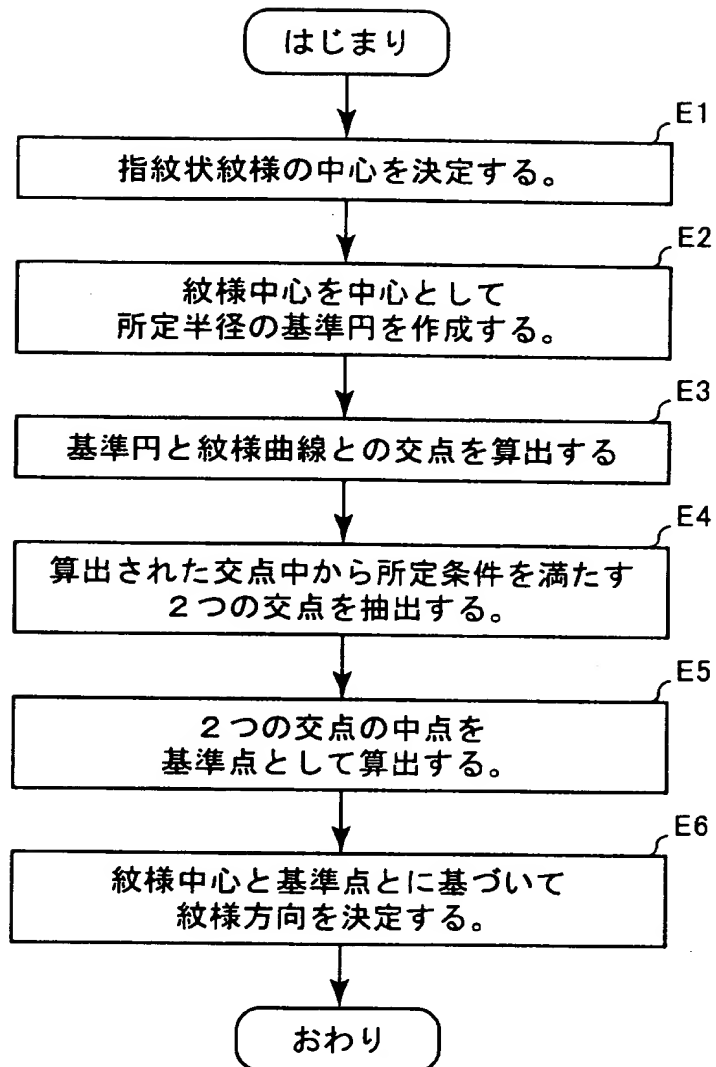 はじまり
E1
指紋状紋様の中心を決定する。
E2
紋様中心を中心として
所定半径の基準円を作成する。
E3
基準円と紋様曲線との交点を算出する
E4
算出された交点中から所定条件を満たす
２つの交点を抽出する。
E5
２つの交点の中点を
基準点として算出する。
E6
紋様中心と基準点とに基づいて
紋様方向を決定する。
おわり